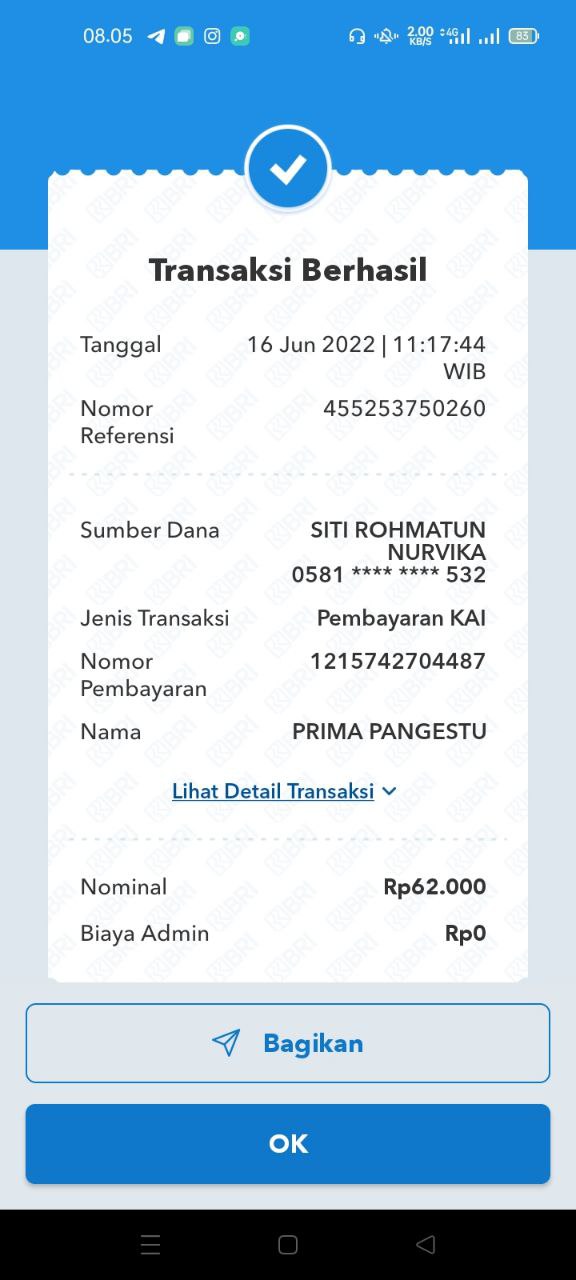 08.05 2.00 KB/S 4G 83
Transaksi Berhasil
Tanggal 16 Jun 2022 | 11:17:44
WIB
Nomor 455253750260
Referensi
Sumber Dana SITI ROHMATUN
NURVIKA
0581 **** **** 532
Jenis Transaksi Pembayaran KAI
Nomor 1215742704487
Pembayaran
Nama PRIMA PANGESTU
Lihat Detail Transaksi
Nominal Rp62.000
Biaya Admin Rp0
Bagikan
OK